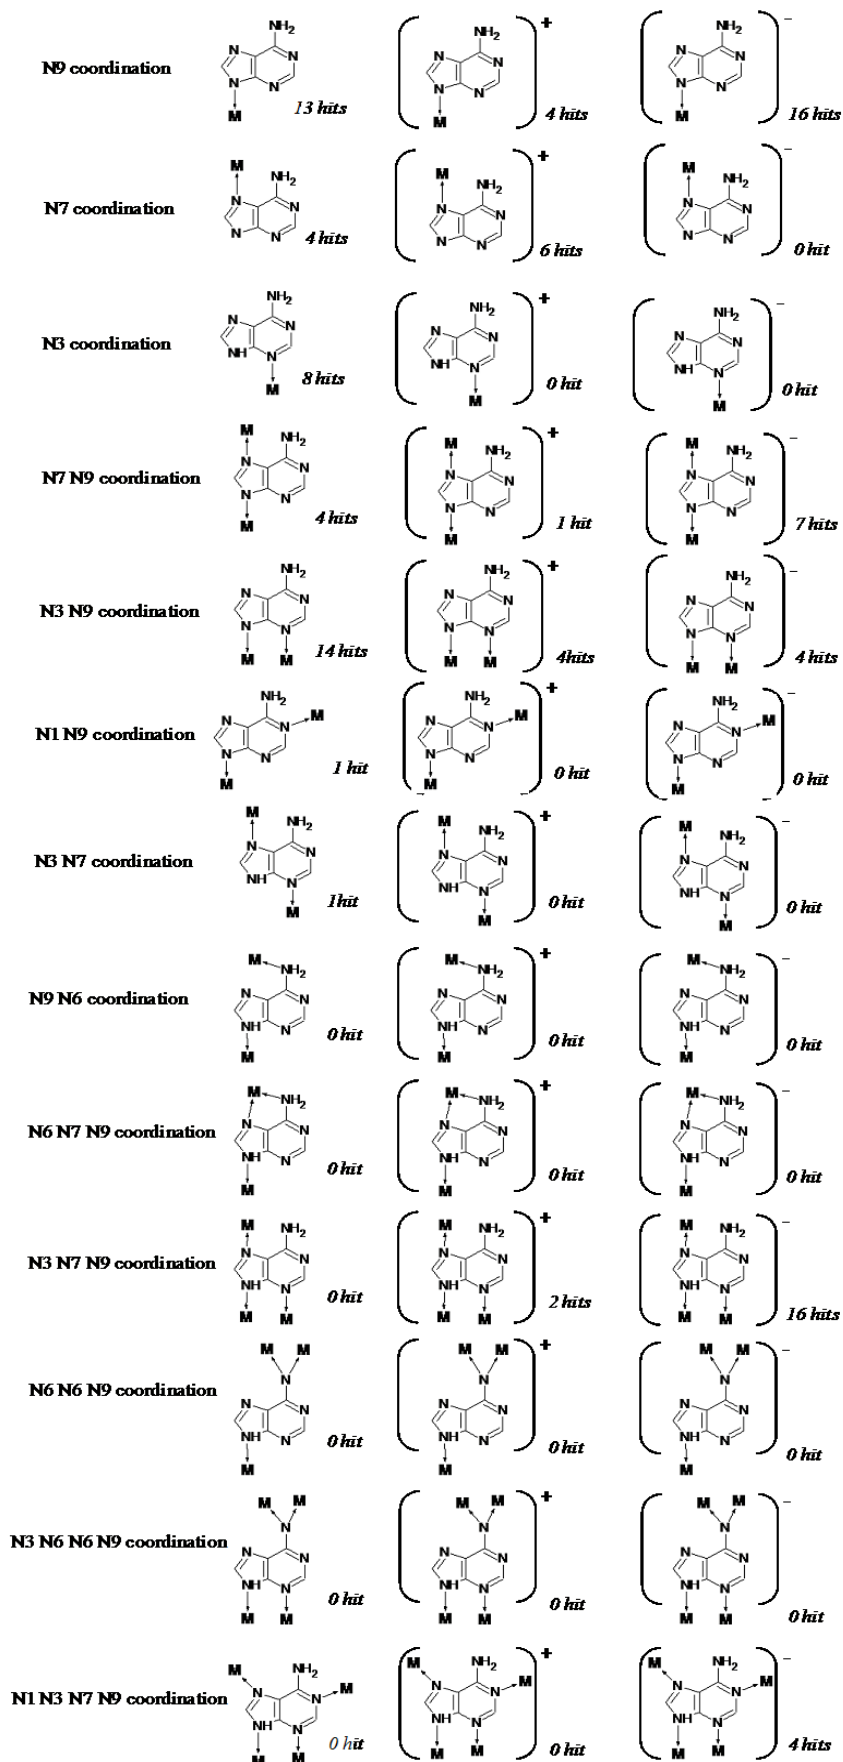 N9 coordination
NH2 N N N N M 13 hits
NH2 N N N N M + 4 hits
NH2 N N N N M - 16 hits
N7 coordination
M NH2 N N N N 4 hits
M NH2 N N N N + 6 hits
M NH2 N N N N - 0 hit
N3 coordination
NH2 N N NH N M 8 hits
NH2 N N NH N M + 0 hit
NH2 N N NH N M - 0 hit
N7 N9 coordination
M NH2 N N N N M 4 hits
M NH2 N N N N M + 1 hit
M NH2 N N N N M - 7 hits
N3 N9 coordination
NH2 N N N N M M 14 hits
NH2 N N N N M M + 4hits
NH2 N N N N M M - 4 hits
N1 N9 coordination
NH2 N N M N N M 1 hit
NH2 N N M N N M + 0 hit
NH2 N N M N N M - 0 hit
N3 N7 coordination
M NH2 N N NH N M 1hit
M NH2 N N NH N M + 0 hit
M NH2 N N NH N M - 0 hit
N9 N6 coordination
M NH2 N N NH N M 0 hit
M NH2 N N NH N M + 0 hit
M NH2 N N NH N M - 0 hit
N6 N7 N9 coordination
M NH2 N N NH N M 0 hit
M NH2 N N NH N M + 0 hit
M NH2 N N NH N M - 0 hit
N3 N7 N9 coordination
M NH2 N N NH N M M 0 hit
M NH2 N N NH N M M + 2 hits
M NH2 N N NH N M M - 16 hits
N6 N6 N9 coordination
M M N N N NH N M 0 hit
M M N N N NH N M + 0 hit
M M N N N NH N M - 0 hit
N3 N6 N6 N9 coordination
M M N N N NH N M M 0 hit
M M N N N NH N M M + 0 hit
M M N N N NH N M M - 0 hit
N1 N3 N7 N9 coordination
M NH2 N N M NH N M M 0 hit
M NH2 N N M NH N M M + 0 hit
M NH2 N N M NH N M M - 4 hits